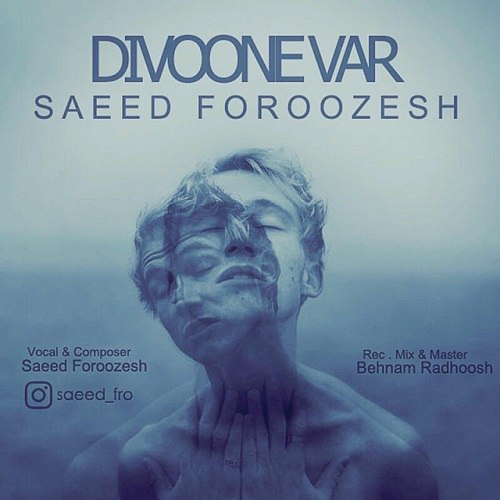 DIVOONE VAR
SAEED FOROOZESH
Vocal & Composer
Saeed Foroozesh
saeed_fro
Rec . Mix & Master
Behnam Radhoosh